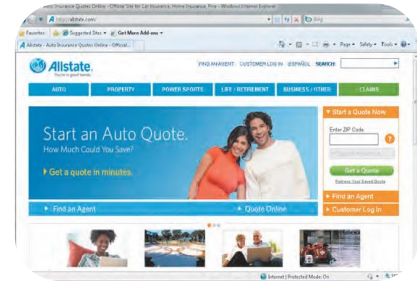 Insurance Quotes Online - Official Site for Car Insurance, Home Insurance, Fire - Windows Internet Explorer
allstate.com/
Bing
Favorites Suggested Sites Get More Add-ons
Allstate - Auto Insurance Quotes Online - Official...
Page Safety Tools
Allstate.
You're in good hands.
FIND AN AGENT CUSTOMER LOG IN ESPAÑOL SEARCH:
AUTO PROPERTY POWER SPORTS LIFE / RETIREMENT BUSINESS / OTHER CLAIMS
Start an Auto Quote.
How Much Could You Save?
Get a quote in minutes.
Find an Agent Quote Online
Start a Quote Now
Enter ZIP Code
?
Get a Quote
Retrieve Your Saved Quote
Find an Agent
Customer Log In
Internet | Protected Mode: On